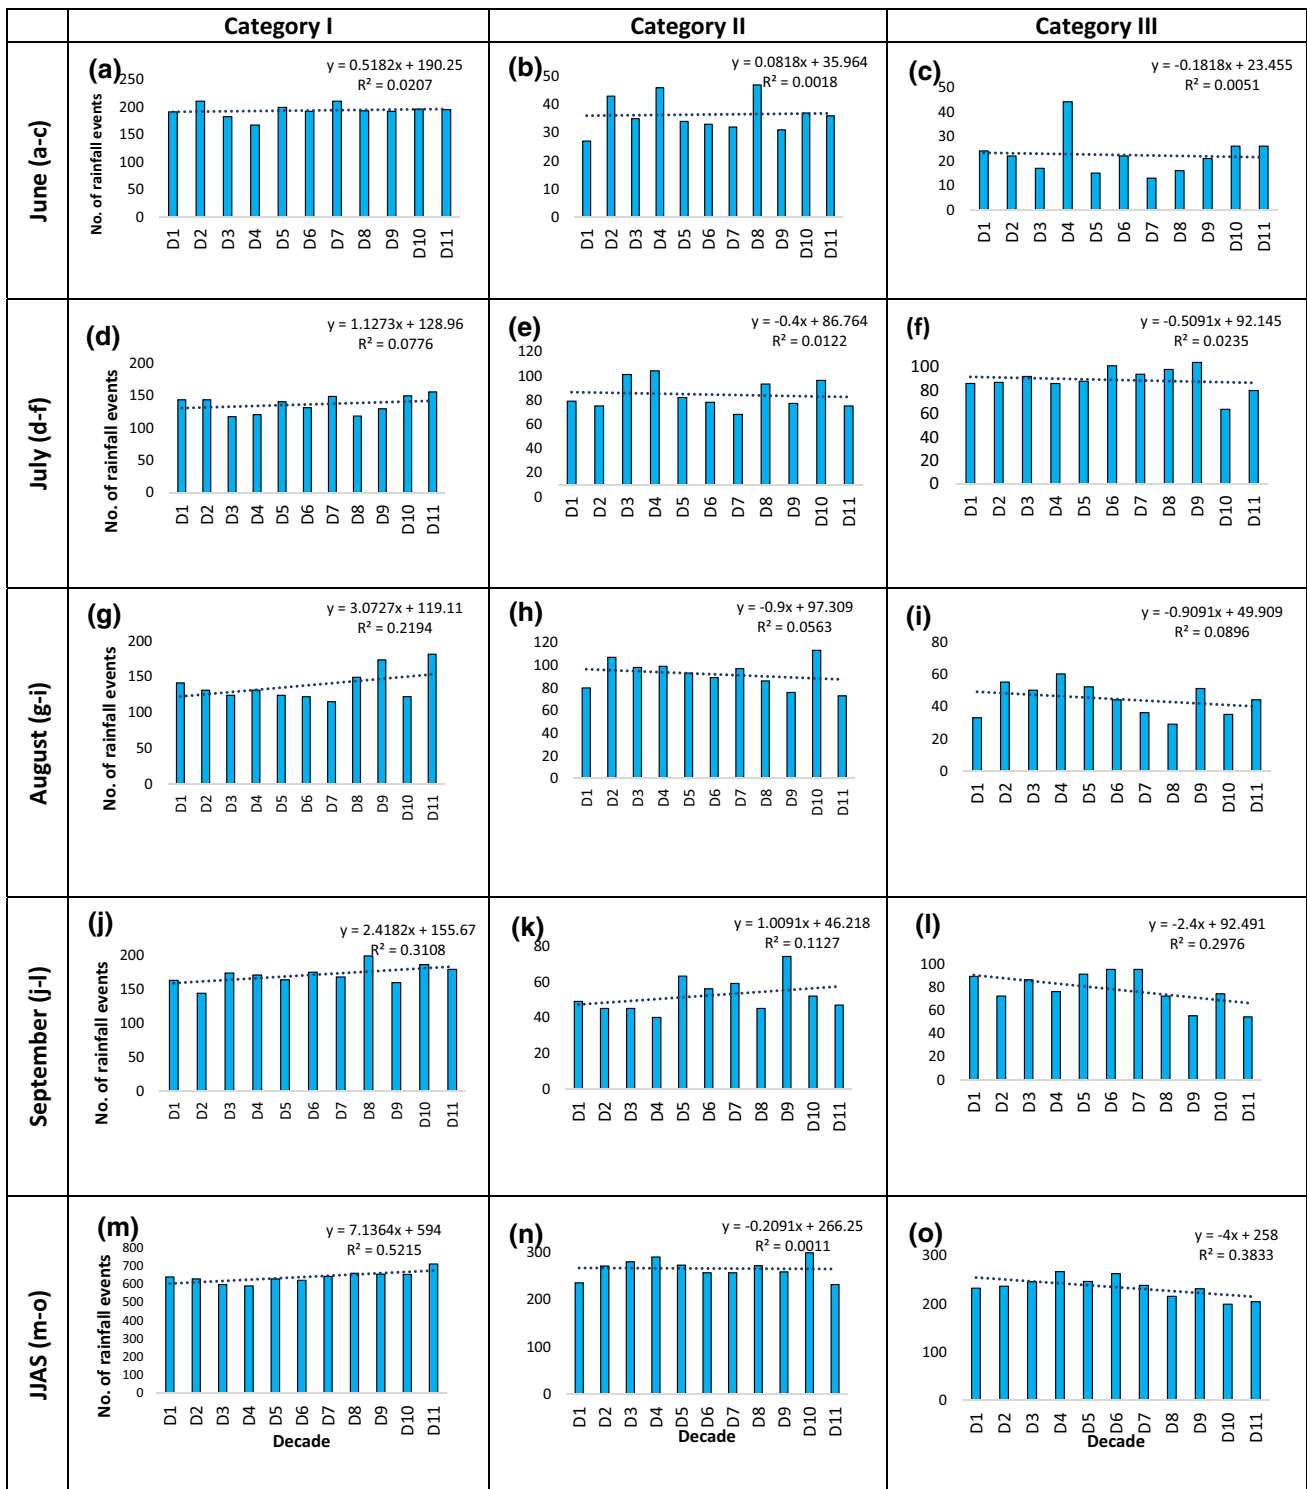 Category I Category II Category III
June (a-c)
(a)
y = 0.5182x + 190.25
R² = 0.0207
No. of rainfall events
250
200
150
100
50
0
D1 D2 D3 D4 D5 D6 D7 D8 D9 D10 D11
(b)
y = 0.0818x + 35.964
R² = 0.0018
50
40
30
20
10
0
D1 D2 D3 D4 D5 D6 D7 D8 D9 D10 D11
(c)
y = -0.1818x + 23.455
R² = 0.0051
50
40
30
20
10
0
D1 D2 D3 D4 D5 D6 D7 D8 D9 D10 D11
July (d-f)
(d)
y = 1.1273x + 128.96
R² = 0.0776
No. of rainfall events
200
150
100
50
0
D1 D2 D3 D4 D5 D6 D7 D8 D9 D10 D11
(e)
y = -0.4x + 86.764
R² = 0.0122
120
100
80
60
40
20
0
D1 D2 D3 D4 D5 D6 D7 D8 D9 D10 D11
(f)
y = -0.5091x + 92.145
R² = 0.0235
100
80
60
40
20
0
D1 D2 D3 D4 D5 D6 D7 D8 D9 D10 D11
August (g-i)
(g)
y = 3.0727x + 119.11
R² = 0.2194
No. of rainfall events
200
150
100
50
0
D1 D2 D3 D4 D5 D6 D7 D8 D9 D10 D11
(h)
y = -0.9x + 97.309
R² = 0.0563
120
100
80
60
40
20
0
D1 D2 D3 D4 D5 D6 D7 D8 D9 D10 D11
(i)
y = -0.9091x + 49.909
R² = 0.0896
80
60
40
20
0
D1 D2 D3 D4 D5 D6 D7 D8 D9 D10 D11
September (j-l)
(j)
y = 2.4182x + 155.67
R² = 0.3108
No. of rainfall events
200
150
100
50
0
D1 D2 D3 D4 D5 D6 D7 D8 D9 D10 D11
(k)
y = 1.0091x + 46.218
R² = 0.1127
80
60
40
20
0
D1 D2 D3 D4 D5 D6 D7 D8 D9 D10 D11
(l)
y = -2.4x + 92.491
R² = 0.2976
100
80
60
40
20
0
D1 D2 D3 D4 D5 D6 D7 D8 D9 D10 D11
JJAS (m-o)
(m)
y = 7.1364x + 594
R² = 0.5215
No. of rainfall events
800
700
600
500
400
300
200
100
0
D1 D2 D3 D4 D5 D6 D7 D8 D9 D10 D11
Decade
(n)
y = -0.2091x + 266.25
R² = 0.0011
300
200
100
0
D1 D2 D3 D4 D5 D6 D7 D8 D9 D10 D11
Decade
(o)
y = -4x + 258
R² = 0.3833
300
200
100
0
D1 D2 D3 D4 D5 D6 D7 D8 D9 D10 D11
Decade